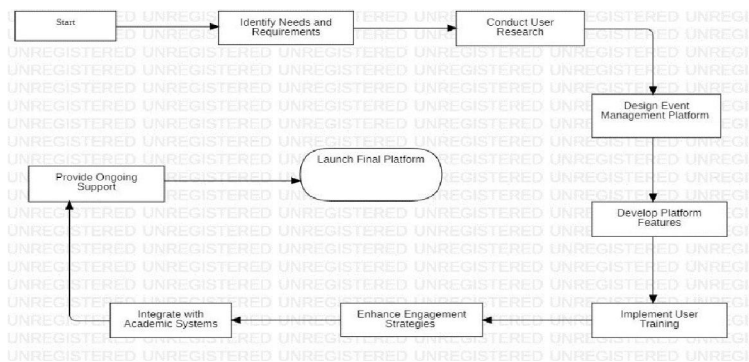 Start
Identify Needs and
Requirements
Conduct User
Research
Design Event
Management Platform
Launch Final Platform
Provide Ongoing
Support
Develop Platform
Features
Integrate with
Academic Systems
Enhance Engagement
Strategies
Implement User
Training
UNREGISTERED